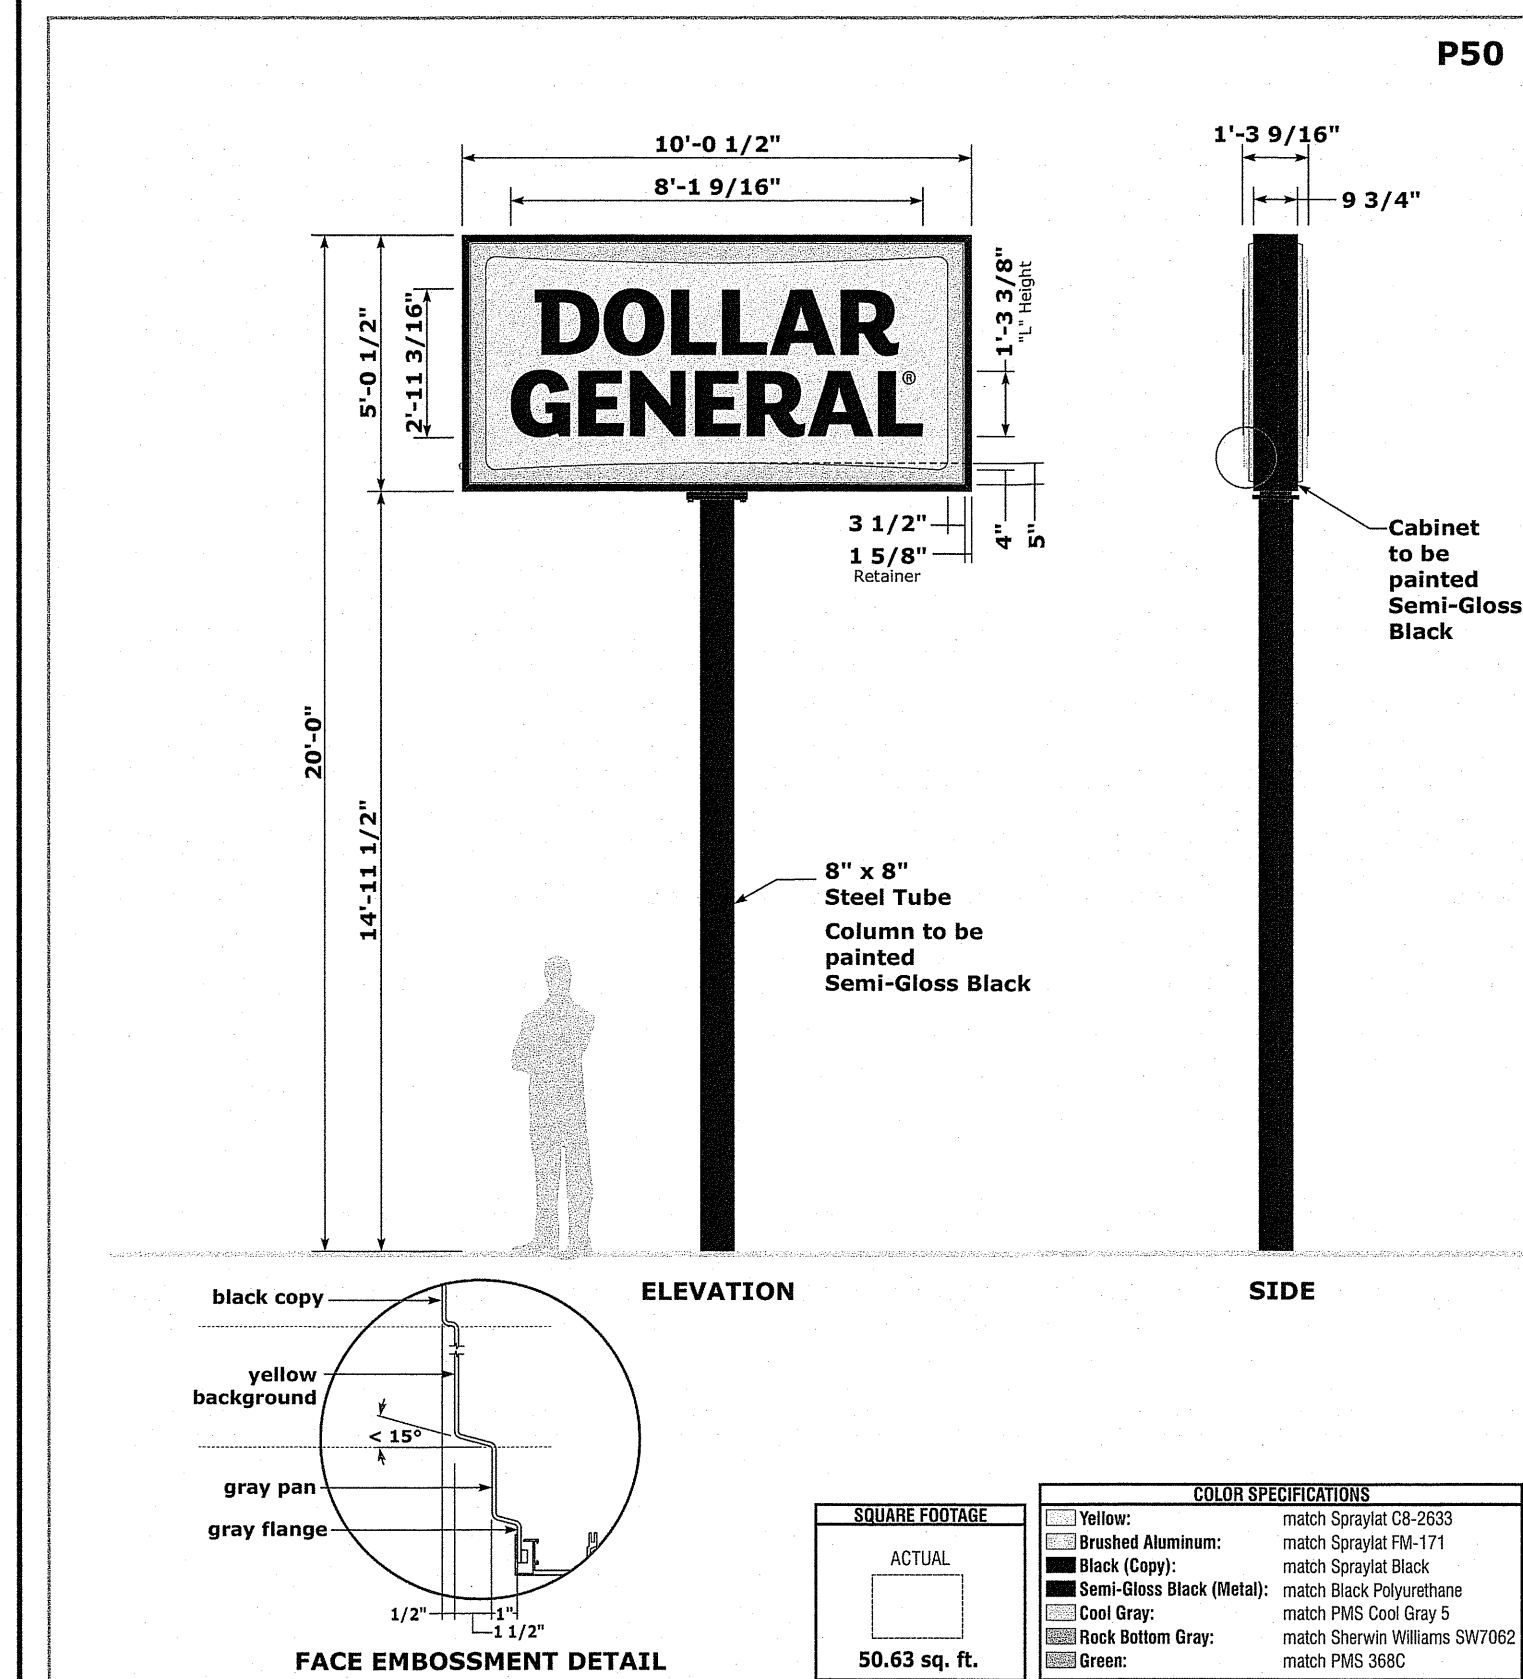 P50
10'-0 1/2"
8'-1 9/16"
1'-3 9/16"
9 3/4"
DOLLAR
GENERAL®
5'-0 1/2"
2'-11 3/16"
1'-3 3/8"
"L" Height
3 1/2"
1 5/8"
Retainer
4"
5"
Cabinet
to be
painted
Semi-Gloss
Black
20'-0"
14'-11 1/2"
8" x 8"
Steel Tube
Column to be
painted
Semi-Gloss Black
ELEVATION
SIDE
black copy
yellow
background
< 15°
gray pan
gray flange
1/2"
1"
1 1/2"
FACE EMBOSSMENT DETAIL
SQUARE FOOTAGE
ACTUAL
50.63 sq. ft.
COLOR SPECIFICATIONS
Yellow: match Spraylat C8-2633
Brushed Aluminum: match Spraylat FM-171
Black (Copy): match Spraylat Black
Semi-Gloss Black (Metal): match Black Polyurethane
Cool Gray: match PMS Cool Gray 5
Rock Bottom Gray: match Sherwin Williams SW7062
Green: match PMS 368C